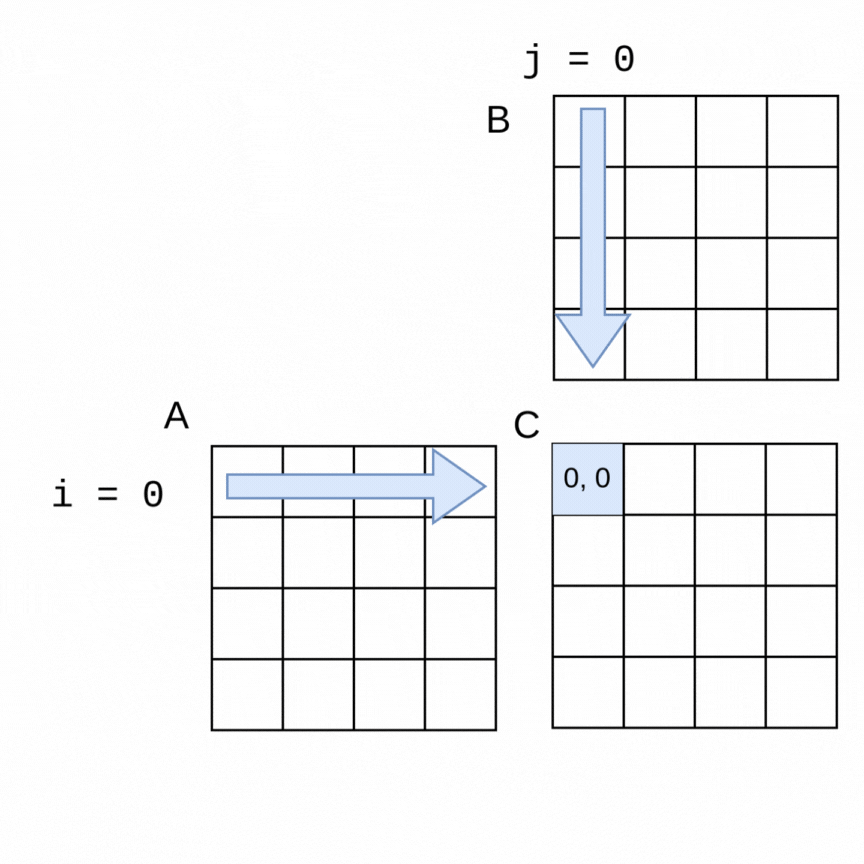 j = 0
B
A
C
i = 0
0, 0